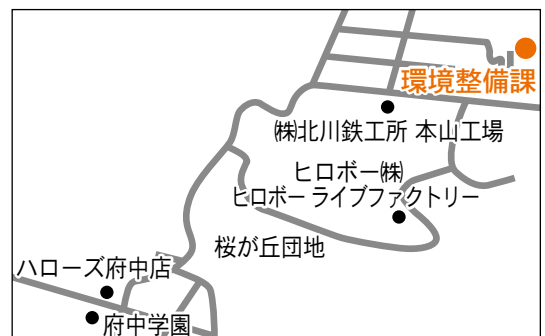 環境整備課
㈱北川鉄工所 本山工場
ヒロボー㈱
ヒロボー ライブファクトリー
桜が丘団地
ハローズ府中店
府中学園